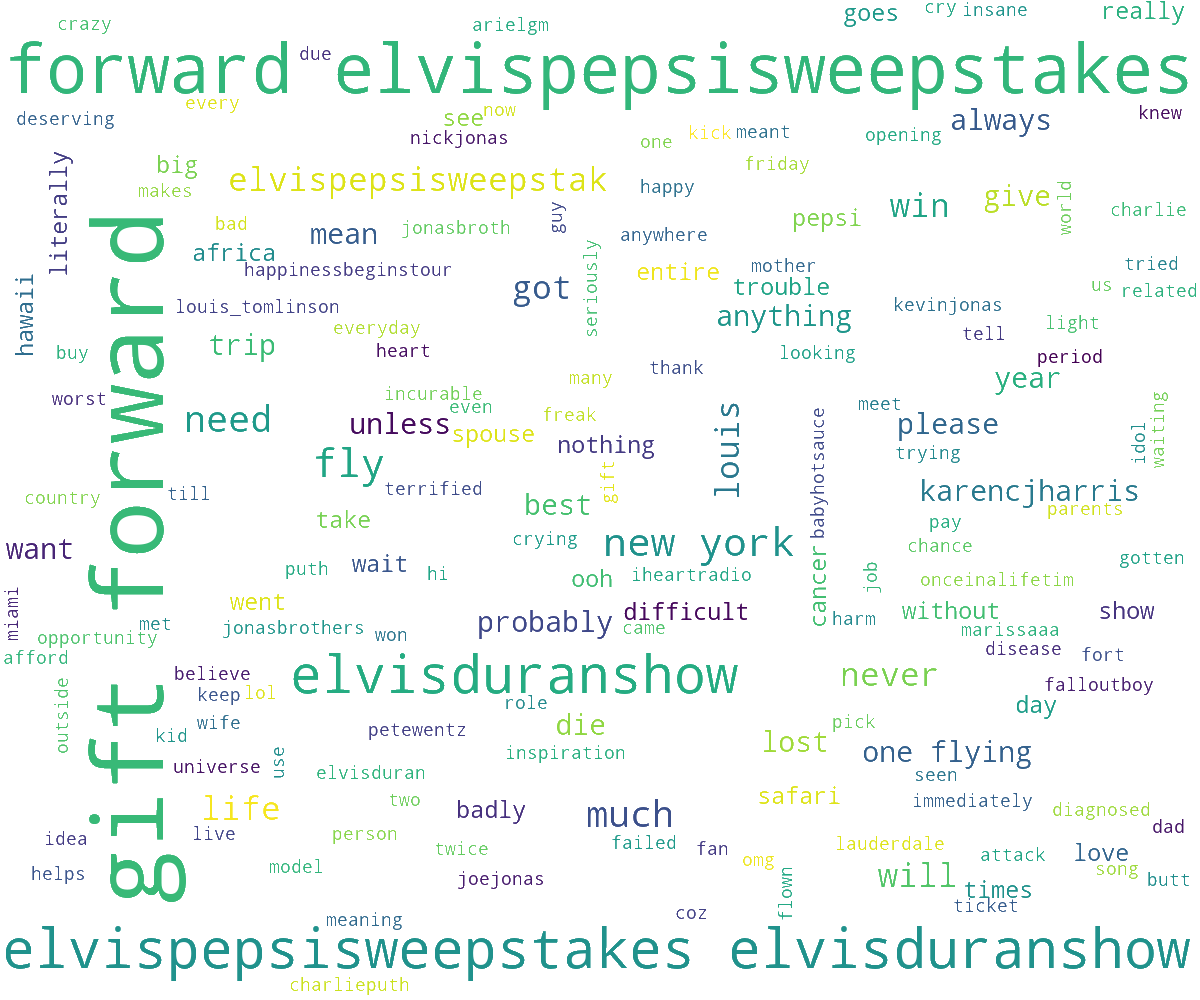 crazy
arielgm
goes
cry
insane
really
forward elvispepsisweepstakes
due
every
deserving
see
now
nickjonas
one
kick
meant
opening
always
knew
literally
big
makes
elvispepsisweepstak
friday
happy
pepsi
win
give
world
charlie
bad
africa
mean
jonasbroth
guy
anywhere
happinessbeginstour
seriously
entire
mother
trouble
tried
us
related
hawaii
louis_tomlinson
got
anything
kevinjonas
tell
light
everyday
buy
trip
heart
looking
period
thank
year
many
worst
incurable
even
freak
meet
need
unless
spouse
nothing
louis
babyhotsauce
please
trying
idol
waiting
gift forward
fly
gift
country
till
terrified
best
karencjharris
parents
take
pay
want
crying
new york
chance
gotten
wait
puth
hi
ooh
iheartradio
cancer
job
onceinalifetim
miami
went
difficult
without
show
opportunity
met
jonasbrothers
won
probably
came
harm
marissaaa
afford
disease
fort
believe
elvisduranshow
never
falloutboy
keep
lol
outside
role
day
wife
kid
petewentz
die
pick
lost
one flying
inspiration
universe
use
elvisduran
seen
life
two
badly
much
safari
immediately
diagnosed
idea
live
person
failed
fan
lauderdale
dad
twice
omg
attack
love
helps
model
joejonas
flown
will
times
song
butt
ticket
meaning
coz
elvispepsisweepstakes elvisduranshow
charlieputh